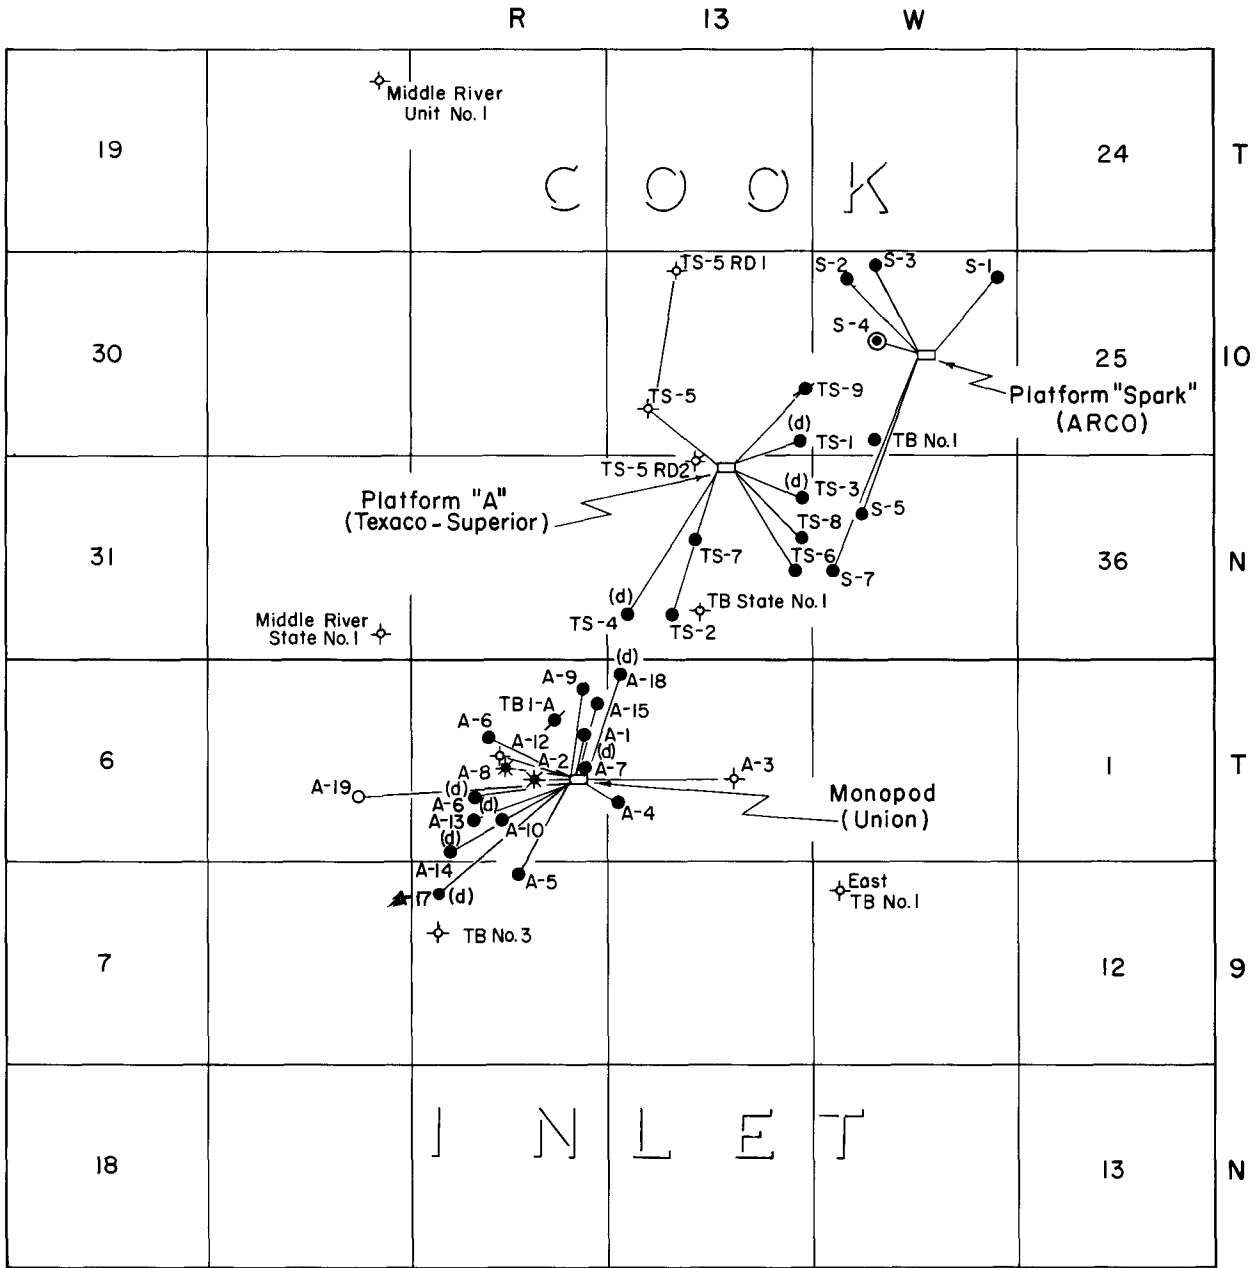 R 13 W
Middle River
Unit No. 1
19
24
T
COOK
TS-5 RD 1
S-2
S-3
S-1
S-4
30
25
10
TS-5
TS-9
Platform "Spark"
(ARCO)
(d)
TS-1
TB No. 1
TS-5 RD2
(d)
TS-3
Platform "A"
(Texaco-Superior)
S-5
TS-8
31
TS-7
TS-6
36
N
S-7
(d)
TB State No. 1
Middle River
State No. 1
TS-4
TS-2
(d)
A-9
A-18
TB 1-A
A-15
A-6
A-1
A-12
(d)
6
A-2
A-8
A-7
A-3
1
T
A-19
(d)
A-6
(d)
Monopod
(Union)
A-4
A-13
A-10
(d)
A-14
A-5
East
TB No. 1
A-17
(d)
TB No. 3
7
12
9
INLET
18
13
N